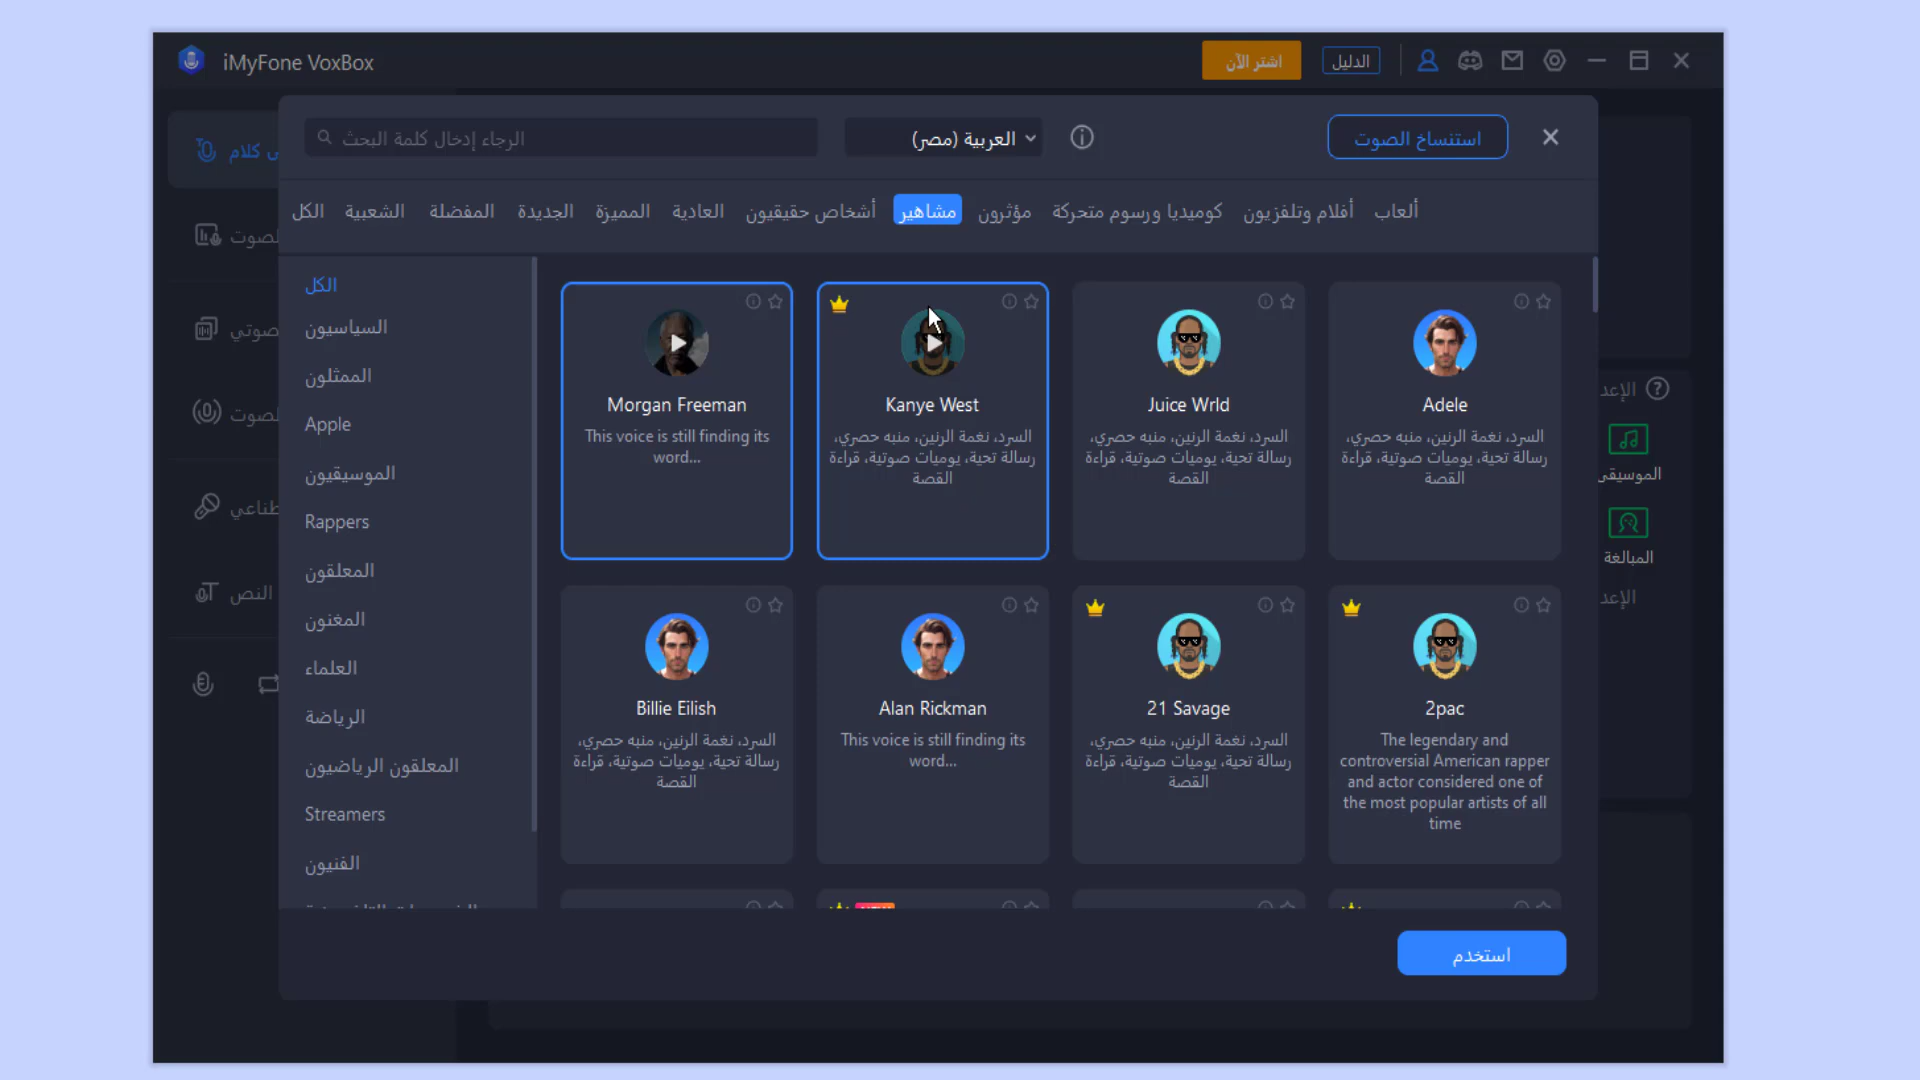 iMyFone VoxBox
اشتر الآن
الدليل
الرجاء إدخال كلمة البحث
العربية (مصر)
استنساخ الصوت
الكل
الشعبية
المفضلة
الجديدة
المميزة
العادية
أشخاص حقيقيون
مشاهير
مؤثرون
كوميديا ورسوم متحركة
أفلام وتلفزيون
ألعاب
كلام
صوتي
النص
الكل
السياسيون
الممثلون
Apple
الموسيقيون
Rappers
المعلقون
المغنون
العلماء
الرياضة
المعلقون الرياضيون
Streamers
الفنيون
Morgan Freeman
This voice is still finding its
word...
Kanye West
السرد، نغمة الرنين، منبه حصري،
رسالة تحية، يوميات صوتية، قراءة
القصة
Juice Wrld
السرد، نغمة الرنين، منبه حصري،
رسالة تحية، يوميات صوتية، قراءة
القصة
Adele
السرد، نغمة الرنين، منبه حصري،
رسالة تحية، يوميات صوتية، قراءة
القصة
Billie Eilish
السرد، نغمة الرنين، منبه حصري،
رسالة تحية، يوميات صوتية، قراءة
القصة
Alan Rickman
This voice is still finding its
word...
21 Savage
السرد، نغمة الرنين، منبه حصري،
رسالة تحية، يوميات صوتية، قراءة
القصة
2pac
The legendary and
controversial American rapper
and actor considered one of
the most popular artists of all
time
الموسيقى
المبالغة
استخدم